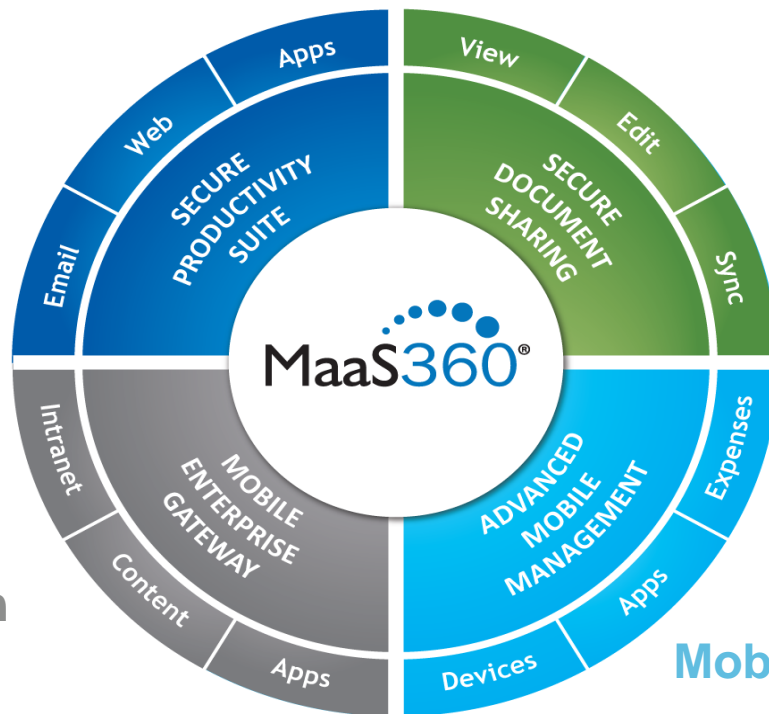 Apps
Web
Email
SECURE
PRODUCTIVITY
SUITE
View
Edit
Sync
SECURE
DOCUMENT
SHARING
MaaS360®
Intranet
Content
Apps
MOBILE
ENTERPRISE
GATEWAY
Expenses
Apps
Devices
ADVANCED
MOBILE
MANAGEMENT
Mob